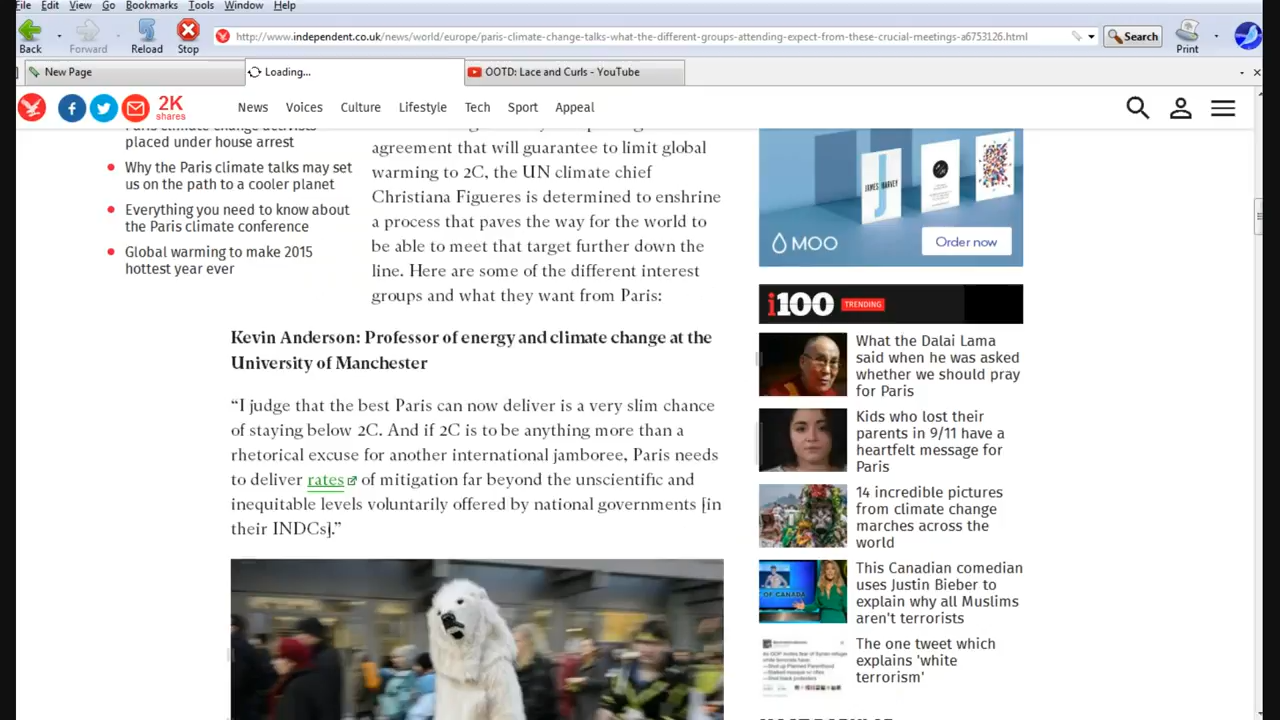 File Edit View Go Bookmarks Tools Window Help
Back Forward Reload Stop http://www.independent.co.uk/news/world/europe/paris-climate-change-talks-what-the-different-groups-attending-expect-from-these-crucial-meetings-a6753126.html Search Print
New Page Loading... OOTD: Lace and Curls - YouTube
2K shares News Voices Culture Lifestyle Tech Sport Appeal
Paris climate change activists
placed under house arrest
Why the Paris climate talks may set
us on the path to a cooler planet
Everything you need to know about
the Paris climate conference
Global warming to make 2015
hottest year ever
agreement that will guarantee to limit global
warming to 2C, the UN climate chief
Christiana Figueres is determined to enshrine
a process that paves the way for the world to
be able to meet that target further down the
line. Here are some of the different interest
groups and what they want from Paris:
Kevin Anderson: Professor of energy and climate change at the
University of Manchester
“I judge that the best Paris can now deliver is a very slim chance
of staying below 2C. And if 2C is to be anything more than a
rhetorical excuse for another international jamboree, Paris needs
to deliver rates of mitigation far beyond the unscientific and
inequitable levels voluntarily offered by national governments [in
their INDCs].”
JAMES HARVEY
MOO Order now
i100 TRENDING
What the Dalai Lama
said when he was asked
whether we should pray
for Paris
Kids who lost their
parents in 9/11 have a
heartfelt message for
Paris
14 incredible pictures
from climate change
marches across the
world
This Canadian comedian
uses Justin Bieber to
explain why all Muslims
aren't terrorists
The one tweet which
explains 'white
terrorism'